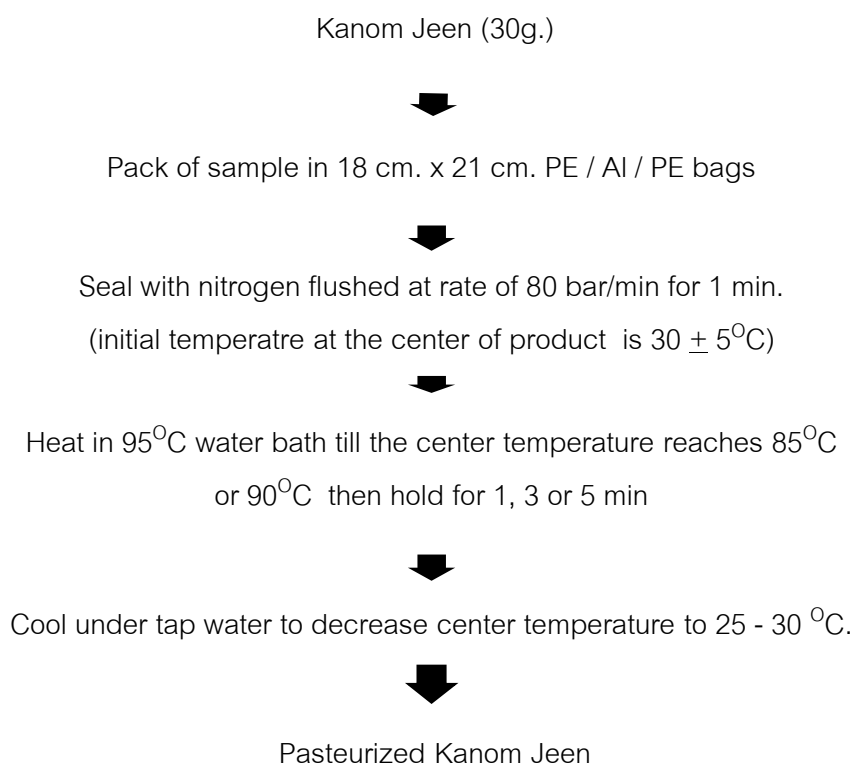 Kanom Jeen (30g.)
Pack of sample in 18 cm. x 21 cm. PE / Al / PE bags
Seal with nitrogen flushed at rate of 80 bar/min for 1 min.
(initial temperatre at the center of product is 30 ± 5°C)
Heat in 95°C water bath till the center temperature reaches 85°C
or 90°C then hold for 1, 3 or 5 min
Cool under tap water to decrease center temperature to 25 - 30 °C.
Pasteurized Kanom Jeen